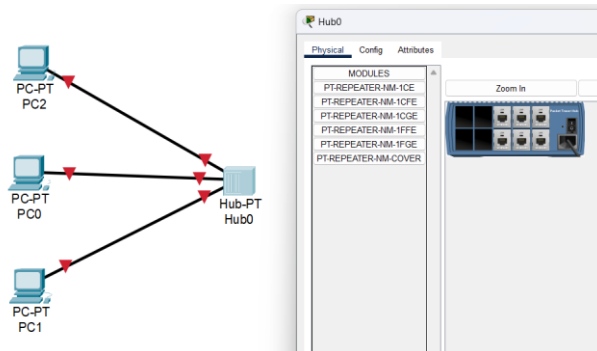 PC-PT
PC2
PC-PT
PC0
PC-PT
PC1
Hub-PT
Hub0
Hub0
Physical Config Attributes
MODULES
PT-REPEATER-NM-1CE
PT-REPEATER-NM-1CFE
PT-REPEATER-NM-1CGE
PT-REPEATER-NM-1FFE
PT-REPEATER-NM-1FGE
PT-REPEATER-NM-COVER
Zoom In